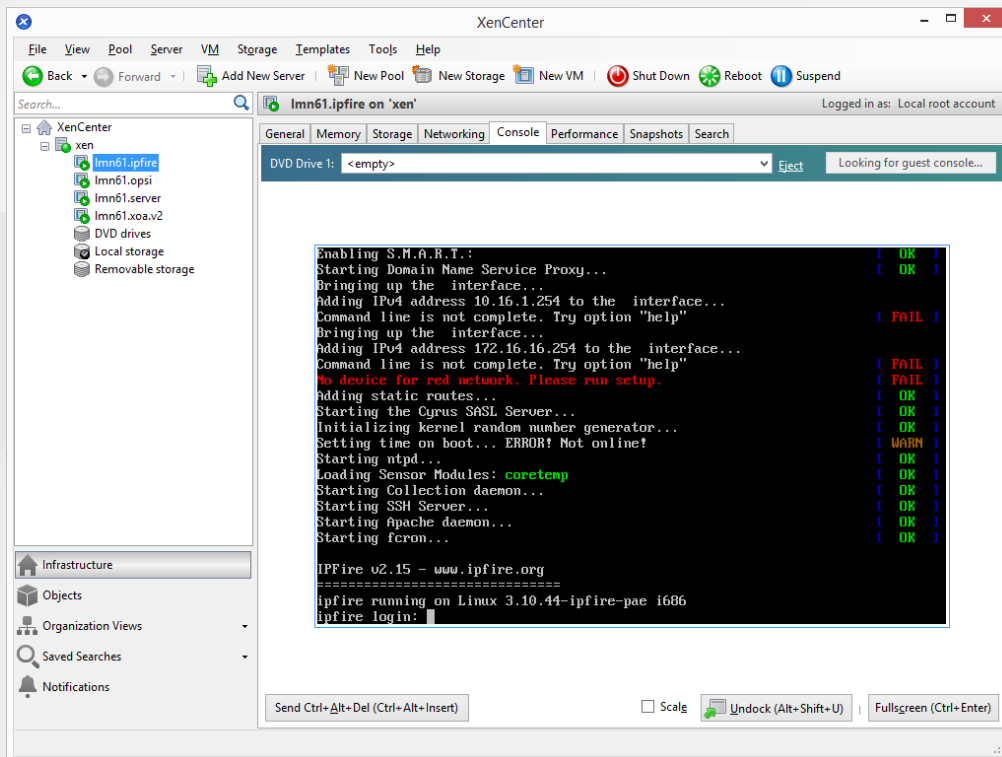 XenCenter
File View Pool Server VM Storage Templates Tools Help
Back Forward Add New Server New Pool New Storage New VM Shut Down Reboot Suspend
Search...
lmn61.ipfire on 'xen' Logged in as: Local root account
XenCenter
xen
lmn61.ipfire
lmn61.opsi
lmn61.server
lmn61.xoa.v2
DVD drives
Local storage
Removable storage
General Memory Storage Networking Console Performance Snapshots Search
DVD Drive 1: <empty> Eject Looking for guest console...
Enabling S.M.A.R.T.: [ OK ]
Starting Domain Name Service Proxy... [ OK ]
Bringing up the  interface...
Adding IPv4 address 10.16.1.254 to the  interface...
Command line is not complete. Try option "help" [ FAIL ]
Bringing up the  interface...
Adding IPv4 address 172.16.16.254 to the  interface...
Command line is not complete. Try option "help" [ FAIL ]
No device for red network. Please run setup. [ FAIL ]
Adding static routes... [ OK ]
Starting the Cyrus SASL Server... [ OK ]
Initializing kernel random number generator... [ OK ]
Setting time on boot... ERROR! Not online! [ WARN ]
Starting ntpd... [ OK ]
Loading Sensor Modules: coretemp [ OK ]
Starting Collection daemon... [ OK ]
Starting SSH Server... [ OK ]
Starting Apache daemon... [ OK ]
Starting fcron... [ OK ]
IPFire v2.15 - www.ipfire.org
===============================
ipfire running on Linux 3.10.44-ipfire-pae i686
ipfire login:
Infrastructure
Objects
Organization Views
Saved Searches
Notifications
Send Ctrl+Alt+Del (Ctrl+Alt+Insert) Scale Undock (Alt+Shift+U) Fullscreen (Ctrl+Enter)